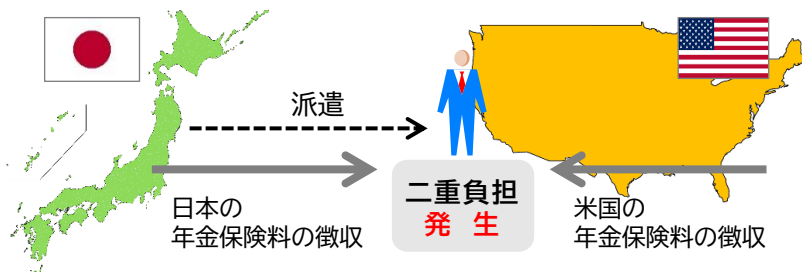 派遣
二重負担
発 生
日本の
年金保険料の徴収
米国の
年金保険料の徴収